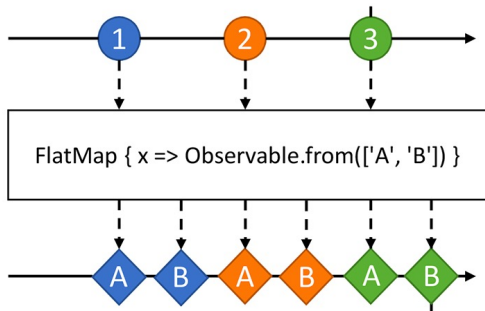 1 2 3
FlatMap { x => Observable.from(['A', 'B']) }
A B A B A B